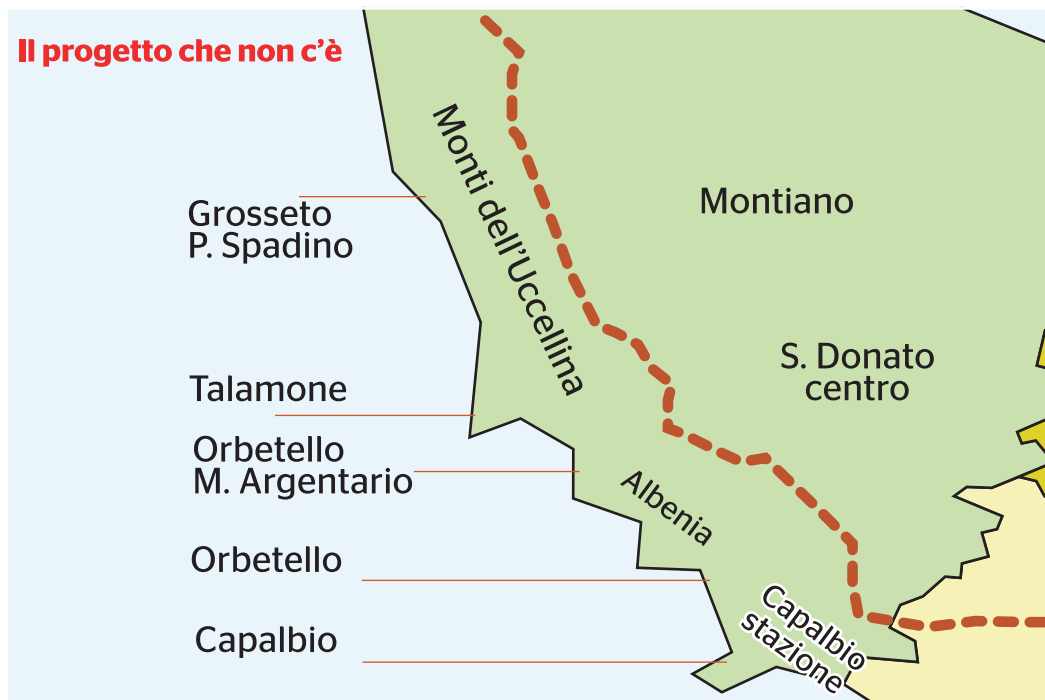 Il progetto che non c’è
Monti dell’Uccellina
Montiano
Grosseto
P. Spadino
S. Donato
centro
Talamone
Orbetello
M. Argentario
Albenia
Orbetello
Capalbio
stazione
Capalbio